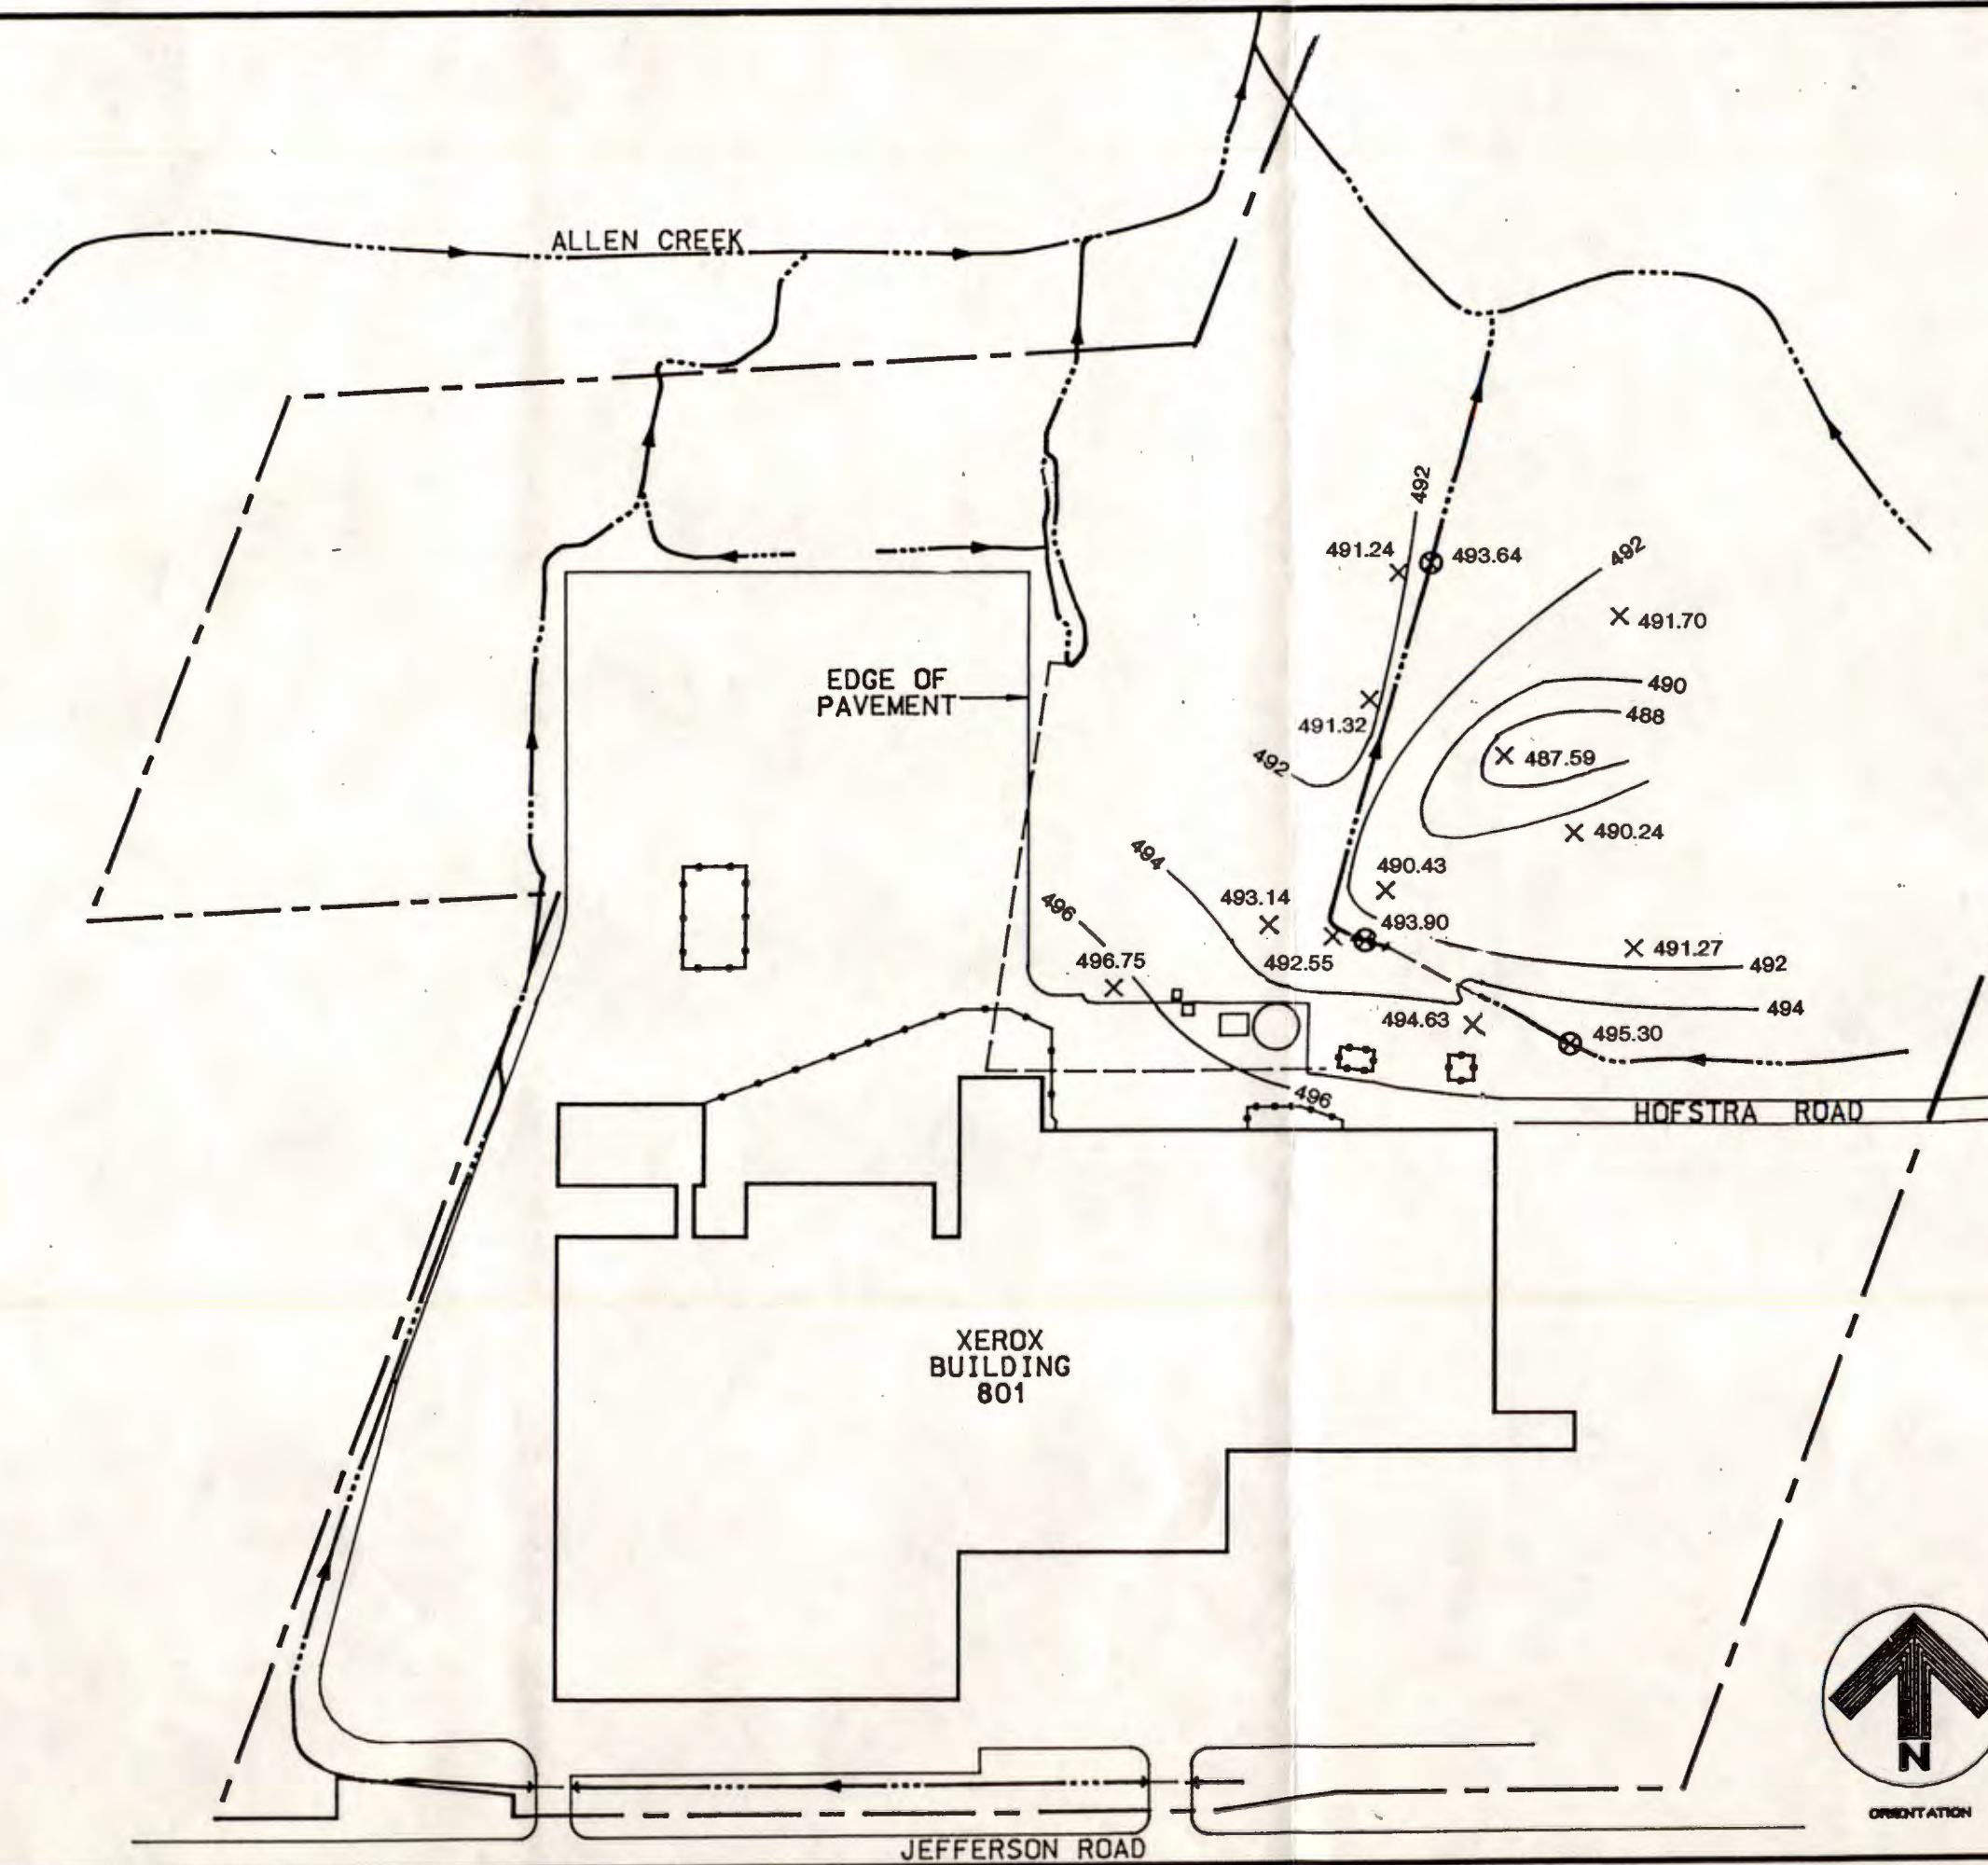 ALLEN CREEK
492
491.24
493.64
492
491.70
EDGE OF
PAVEMENT
490
488
491.32
492
487.59
490.24
494
490.43
493.14
496
493.90
496.75
492.55
491.27
492
494
494.63
495.30
496
HOFSTRA ROAD
XEROX
BUILDING
801
N
ORIENTATION
JEFFERSON ROAD